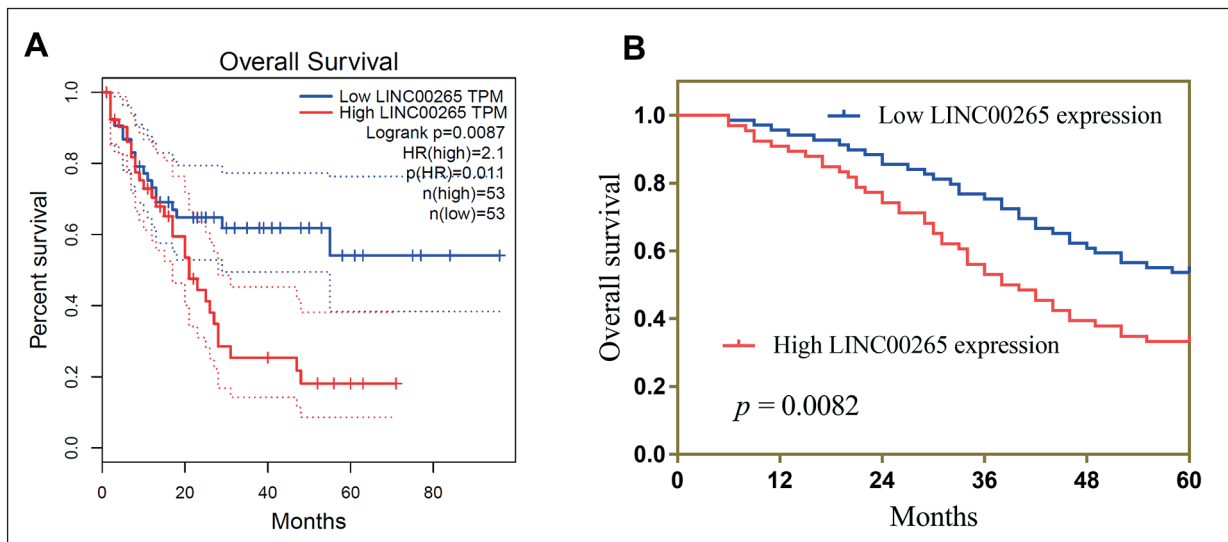 A
Overall Survival
Low LINC00265 TPM
High LINC00265 TPM
Logrank p=0.0087
HR(high)=2.1
p(HR)=0.011
n(high)=53
n(low)=53
Percent survival
1.0
0.8
0.6
0.4
0.2
0.0
0 20 40 60 80
Months
B
Low LINC00265 expression
High LINC00265 expression
p = 0.0082
Overall survival
1.0
0.8
0.6
0.4
0.2
0.0
0 12 24 36 48 60
Months